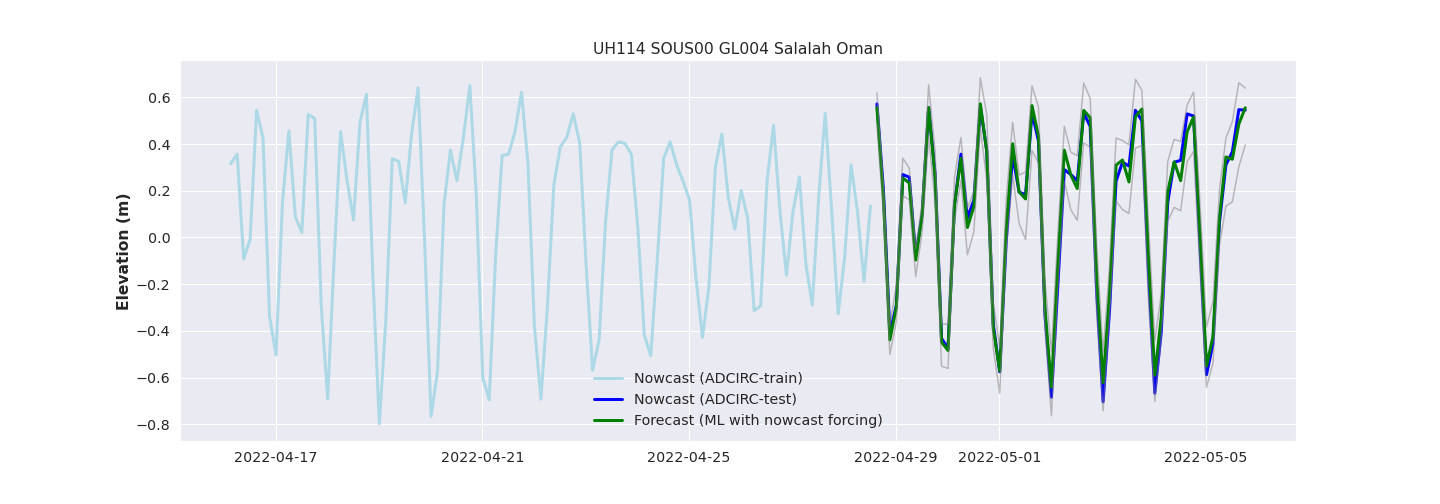 UH114 SOUS00 GL004 Salalah Oman
Elevation (m)
0.6
0.4
0.2
0.0
−0.2
−0.4
−0.6
−0.8
Nowcast (ADCIRC-train)
Nowcast (ADCIRC-test)
Forecast (ML with nowcast forcing)
2022-04-17 2022-04-21 2022-04-25 2022-04-29 2022-05-01 2022-05-05